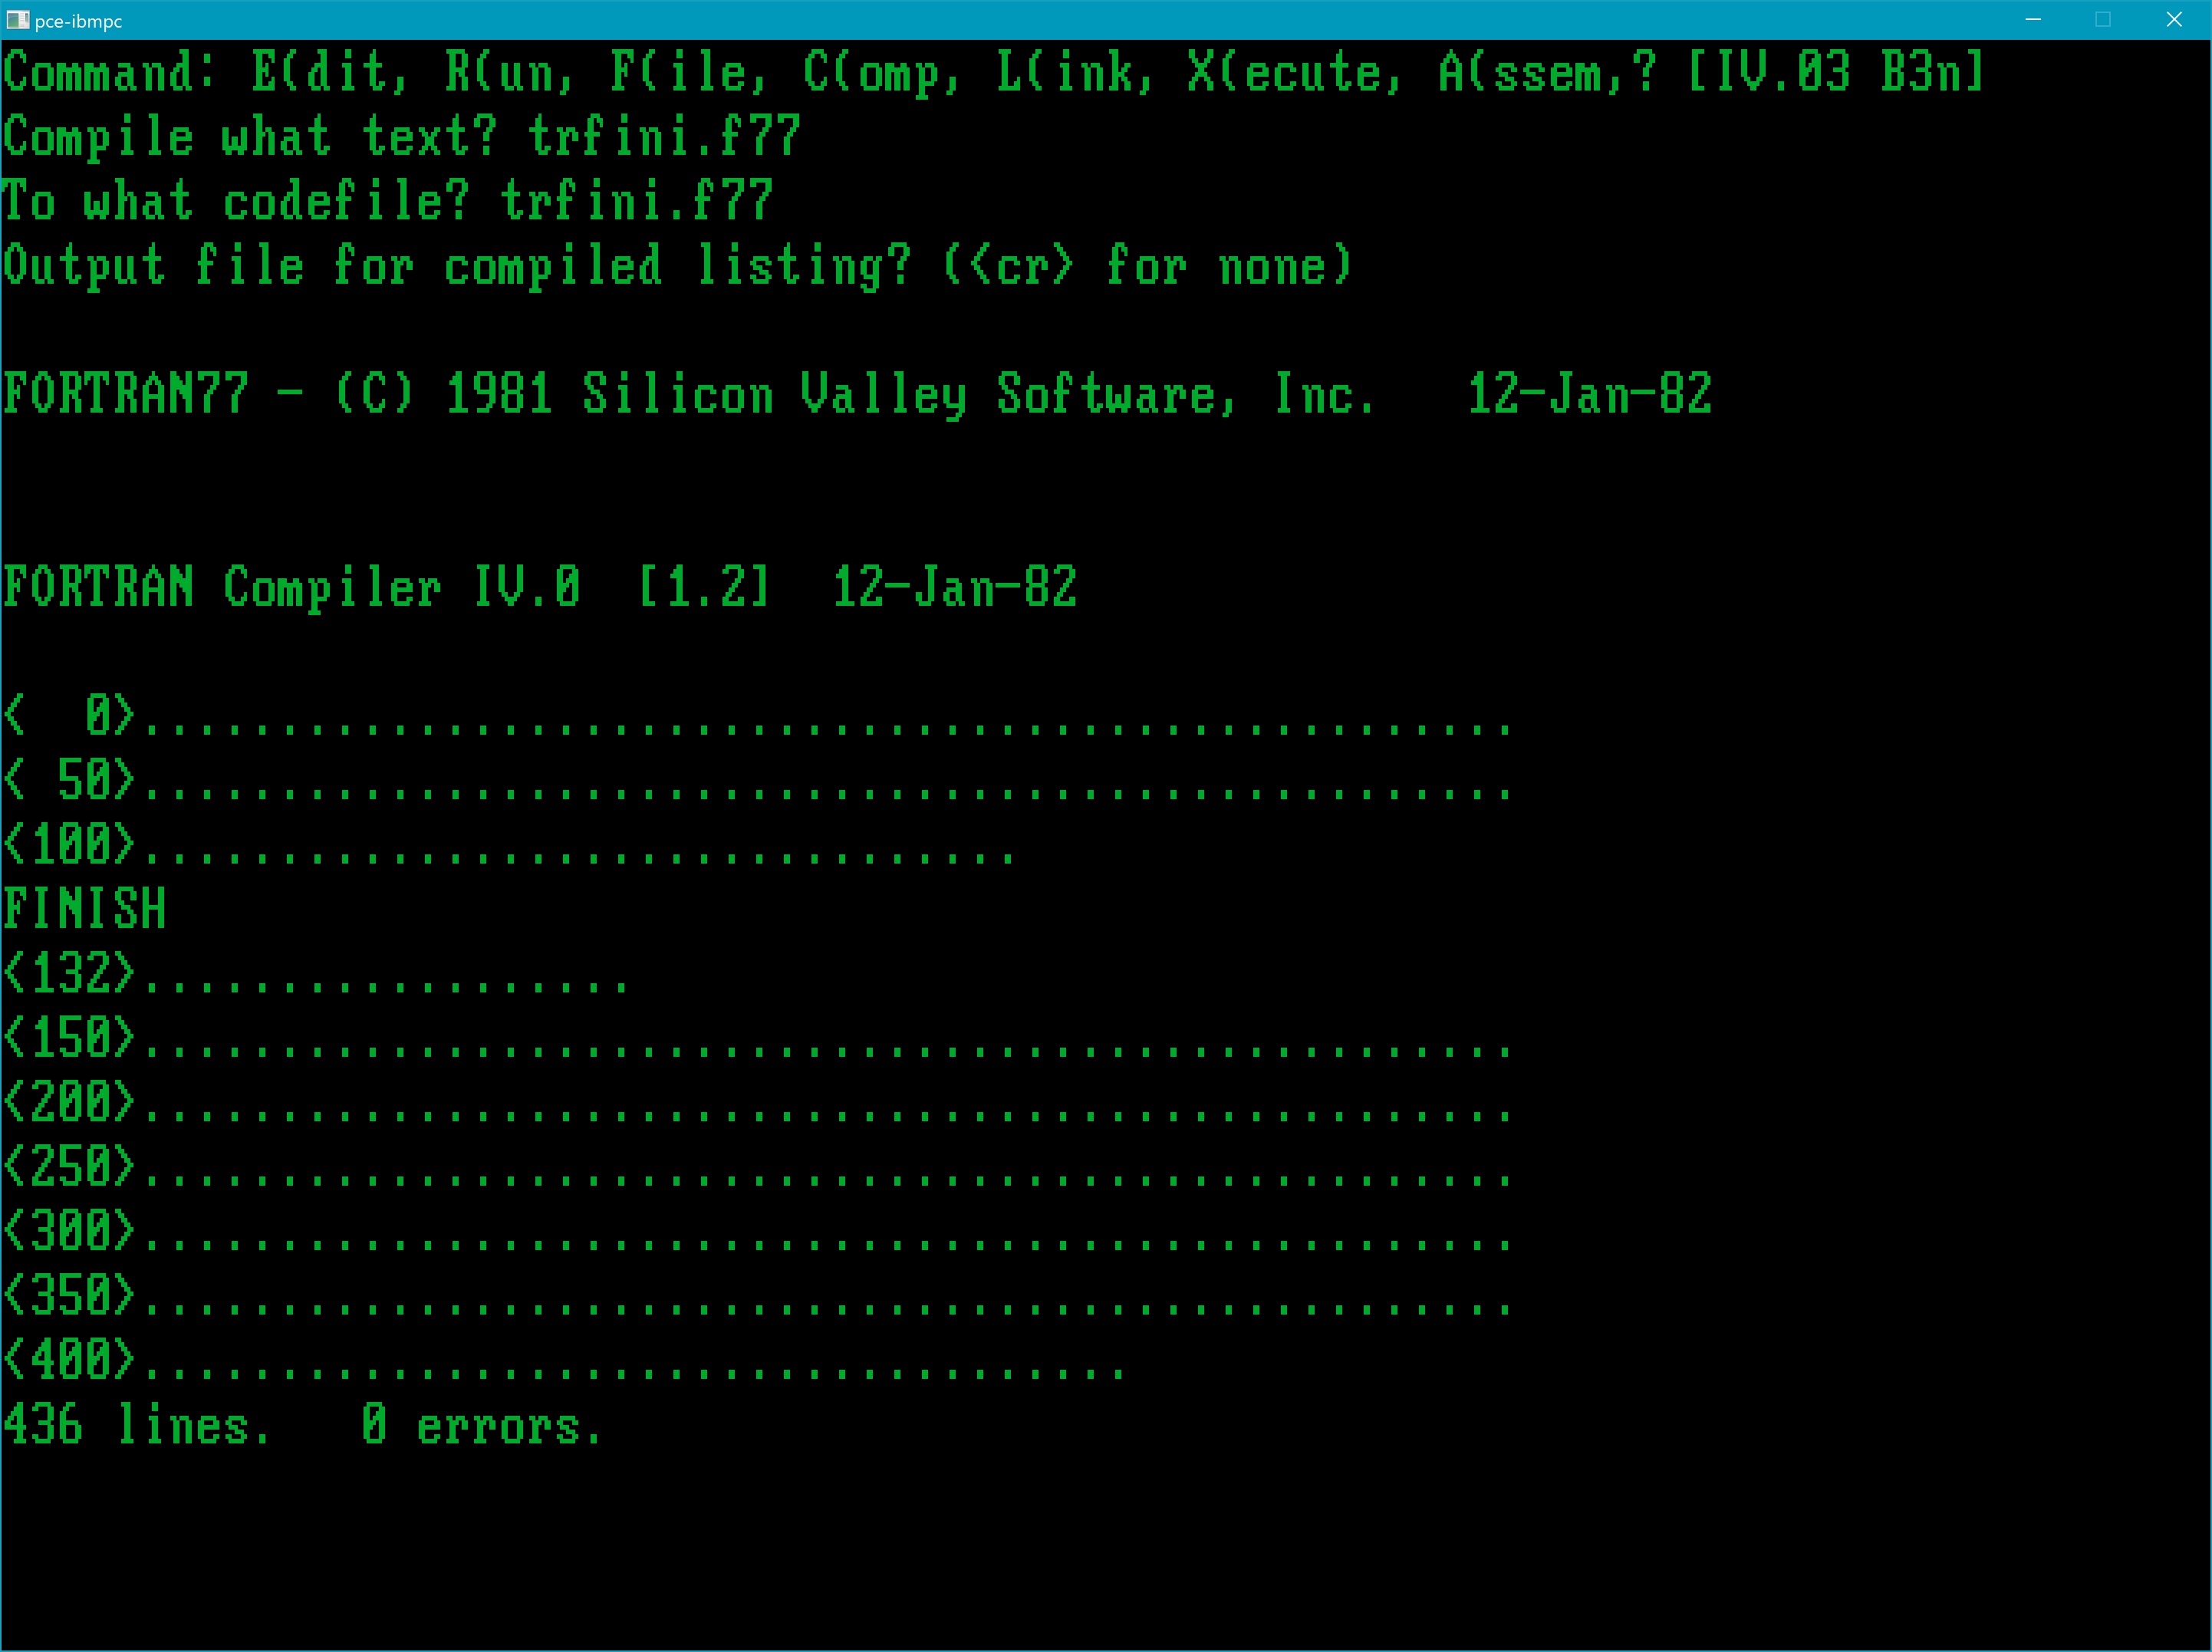 pce-ibmpc
Command: E(dit, R(un, F(ile, C(omp, L(ink, X(ecute, A(ssem,? [IV.03 B3n]
Compile what text? trfini.f77
To what codefile? trfini.f77
Output file for compiled listing? (<cr> for none)
FORTRAN77 - (C) 1981 Silicon Valley Software, Inc.   12-Jan-82
FORTRAN Compiler IV.0  [1.2]  12-Jan-82
<  0>..................................................
< 50>..................................................
<100>................................
FINISH
<132>..................
<150>..................................................
<200>..................................................
<250>..................................................
<300>..................................................
<350>..................................................
<400>....................................
436 lines.   0 errors.